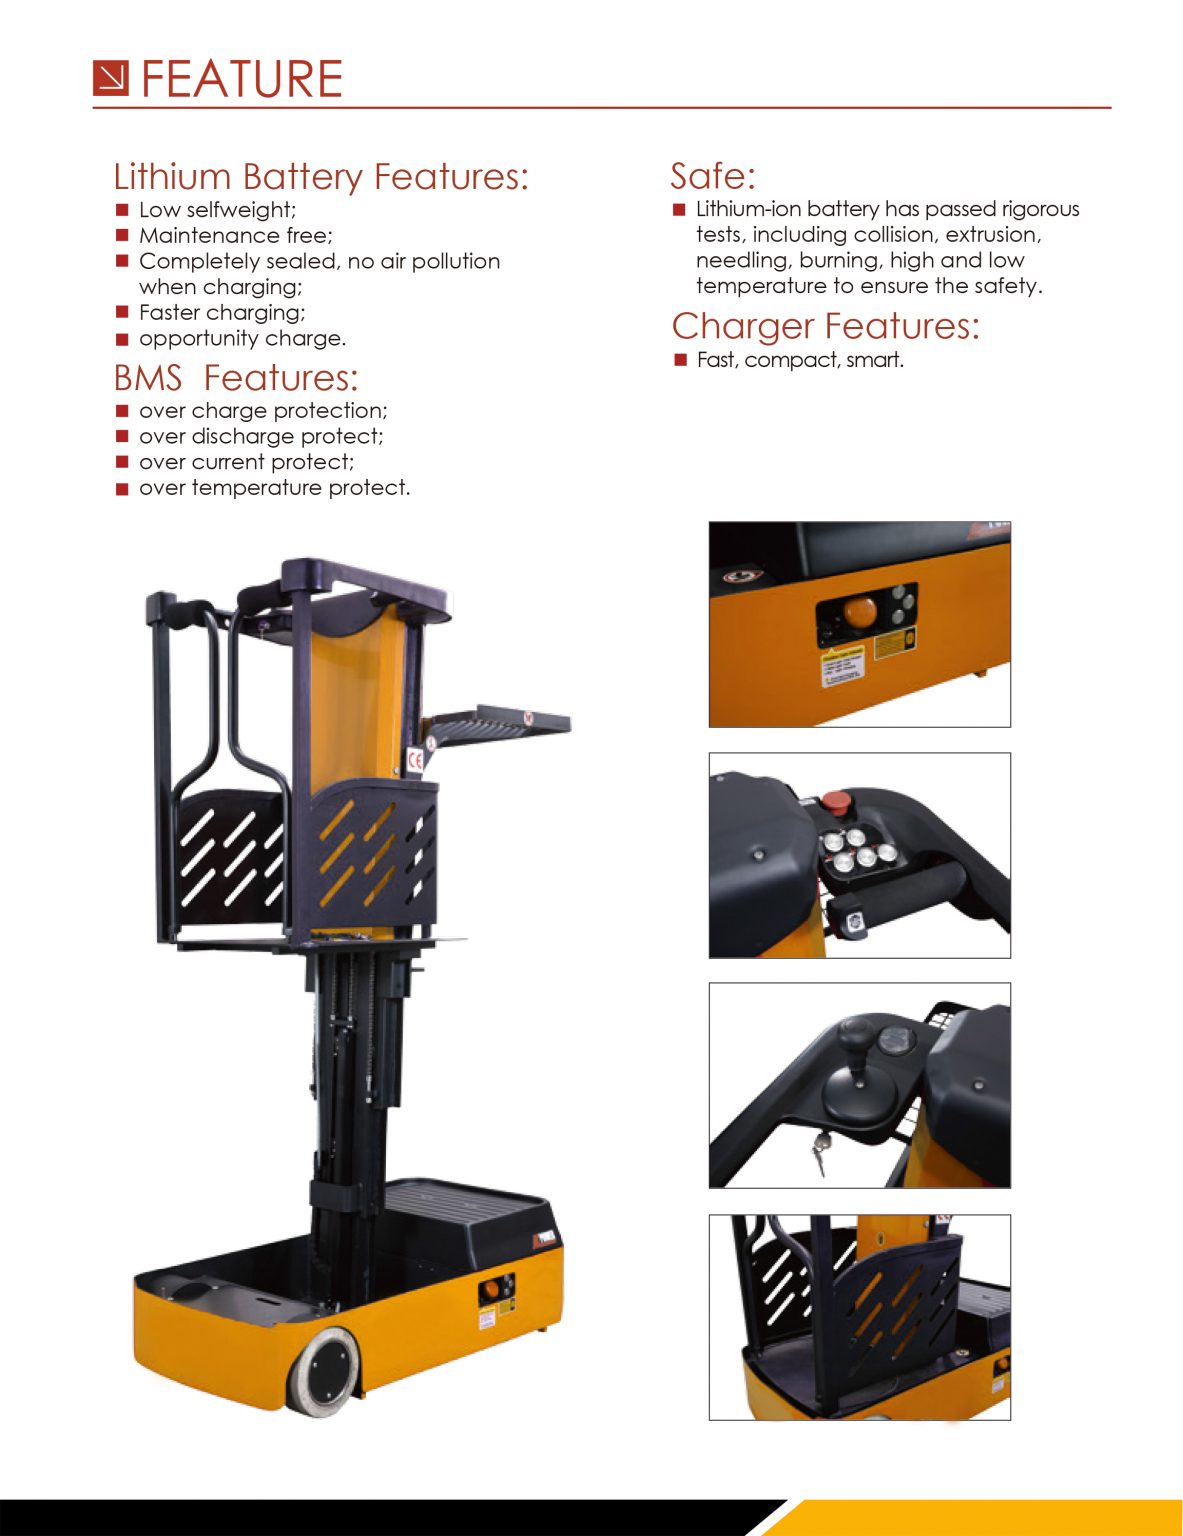 FEATURE
Lithium Battery Features:
Low selfweight;
Maintenance free;
Completely sealed, no air pollution
when charging;
Faster charging;
opportunity charge.
BMS Features:
over charge protection;
over discharge protect;
over current protect;
over temperature protect.
Safe:
Lithium-ion battery has passed rigorous
tests, including collision, extrusion,
needling, burning, high and low
temperature to ensure the safety.
Charger Features:
Fast, compact, smart.
CE